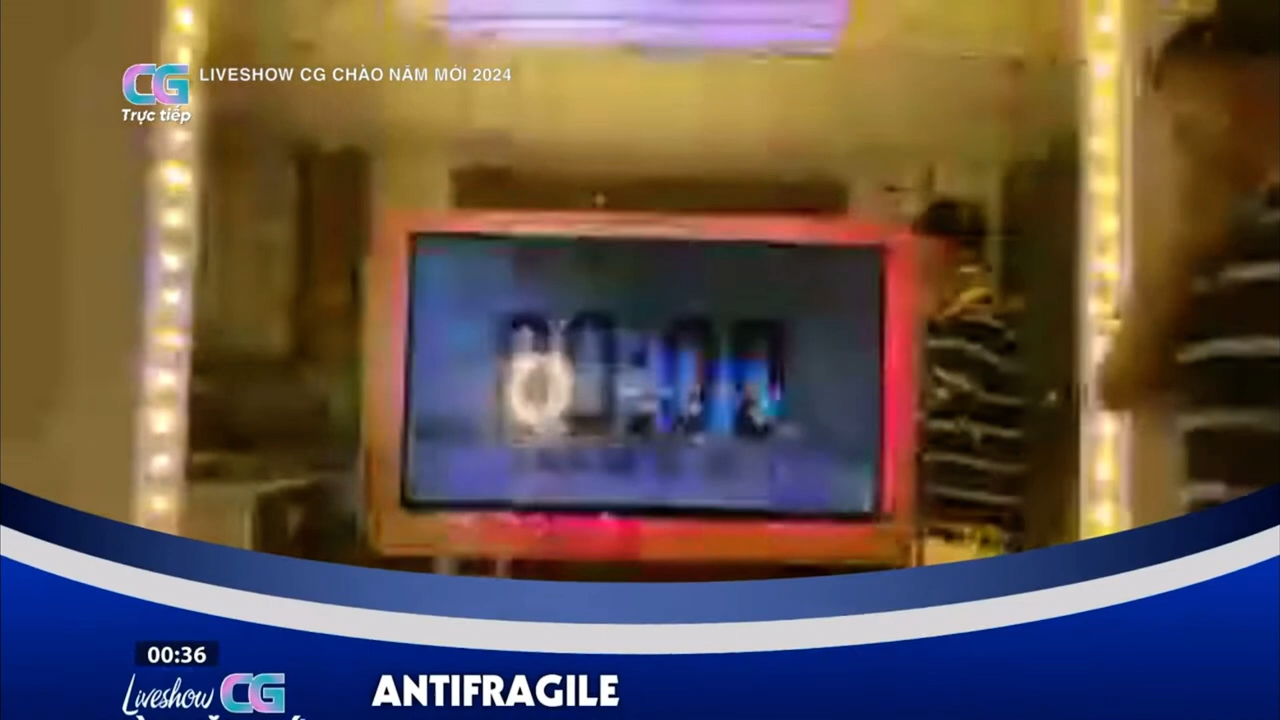 CG LIVESHOW CG CHÀO NĂM MỚI 2024
Trực tiếp
00:36
Liveshow CG
ANTIFRAGILE